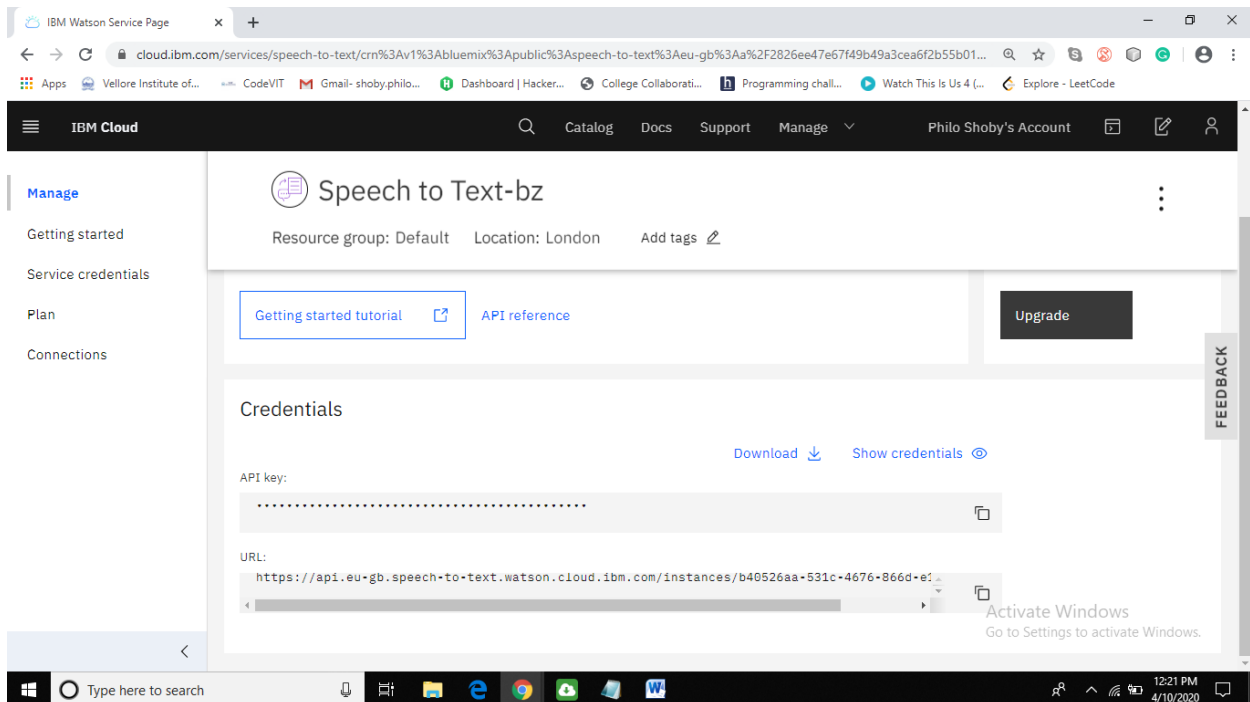 IBM Watson Service Page
cloud.ibm.com/services/speech-to-text/crn%3Av1%3Abluemix%3Apublic%3Aspeech-to-text%3Aeu-gb%3Aa%2F2826ee47e67f49b49a3cea6f2b55b01...
Apps Vellore Institute of... CodeVIT Gmail- shoby.philo... Dashboard | Hacker... College Collaborati... Programming chall... Watch This Is Us 4 (... Explore - LeetCode
IBM Cloud Catalog Docs Support Manage Philo Shoby's Account
Manage
Getting started
Service credentials
Plan
Connections
Speech to Text-bz
Resource group: Default Location: London Add tags
Getting started tutorial API reference Upgrade
FEEDBACK
Credentials
Download Show credentials
API key:
URL:
https://api.eu-gb.speech-to-text.watson.cloud.ibm.com/instances/b40526aa-531c-4676-866d-e1
Activate Windows
Go to Settings to activate Windows.
Type here to search
12:21 PM
4/10/2020